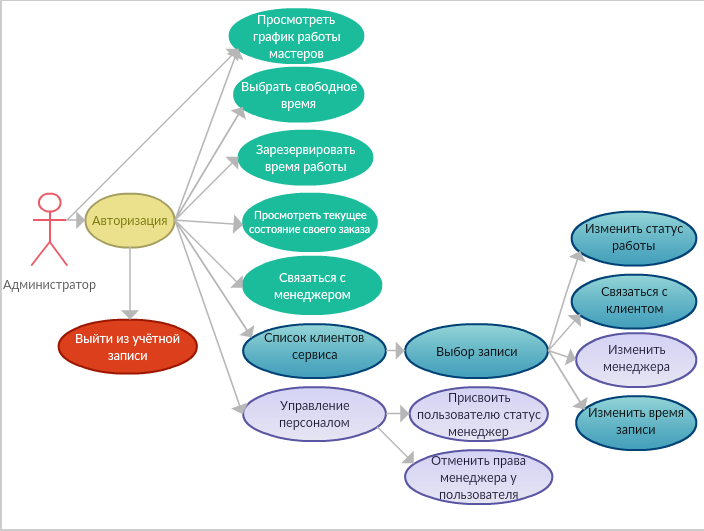 Просмотреть
график работы
мастеров
Выбрать свободное
время
Зарезервировать
время работы
Авторизация
Просмотреть текущее
состояние своего заказа
Администратор
Связаться с
менеджером
Выйти из учётной
записи
Список клиентов
сервиса
Выбор записи
Изменить статус
работы
Связаться с
клиентом
Изменить
менеджера
Изменить время
записи
Управление
персоналом
Присвоить
пользователю статус
менеджер
Отменить права
менеджера у
пользователя